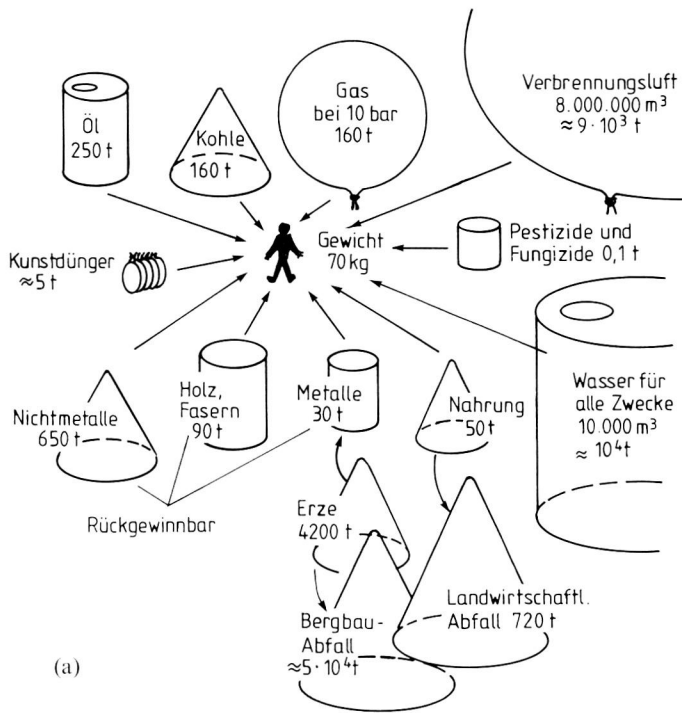 Öl
250 t
Kohle
160 t
Gas
bei 10 bar
160 t
Verbrennungsluft
8.000.000 m³
≈ 9·10³ t
Kunstdünger
≈ 5 t
Gewicht
70 kg
Pestizide und
Fungizide 0,1 t
Nichtmetalle
650 t
Holz,
Fasern
90 t
Metalle
30 t
Nahrung
50 t
Wasser für
alle Zwecke
10.000 m³
≈ 10⁴ t
Rückgewinnbar
Erze
4200 t
Bergbau-
Abfall
≈ 5·10⁴ t
Landwirtschaftl.
Abfall 720 t
(a)